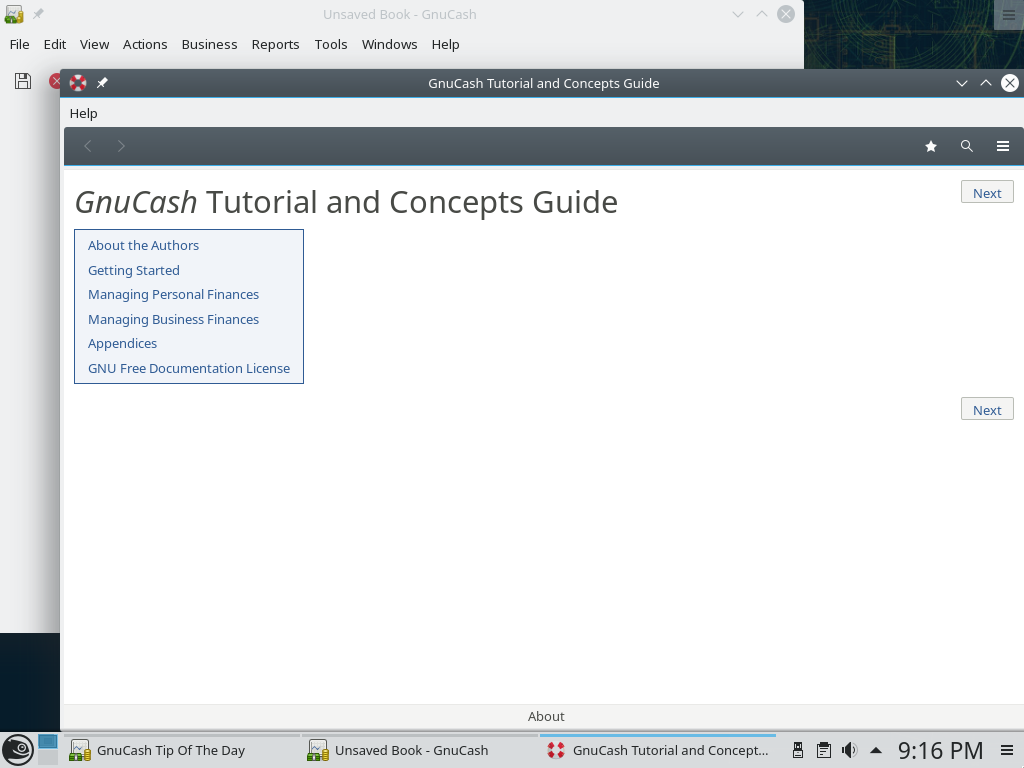 Unsaved Book - GnuCash
File Edit View Actions Business Reports Tools Windows Help
GnuCash Tutorial and Concepts Guide
Help
GnuCash Tutorial and Concepts Guide
Next
About the Authors
Getting Started
Managing Personal Finances
Managing Business Finances
Appendices
GNU Free Documentation License
Next
About
GnuCash Tip Of The Day
Unsaved Book - GnuCash
GnuCash Tutorial and Concept...
9:16 PM